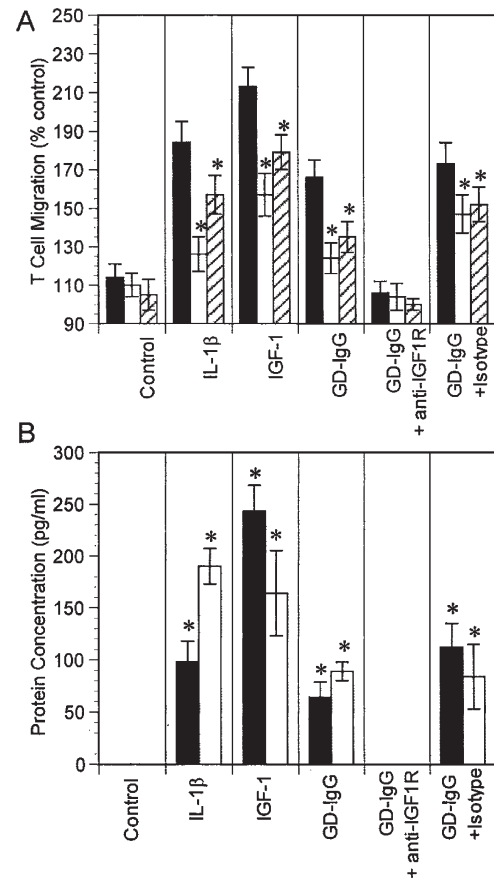 A
T Cell Migration (% control)
250
230
210
190
170
150
130
110
90
*
*
*
*
*
*
*
*
Control
IL-1β
IGF-1
GD-IgG
GD-IgG
+ anti-IGF1R
GD-IgG
+Isotype
B
Protein Concentration (pg/ml)
300
250
200
150
100
50
0
*
*
*
*
*
*
*
*
Control
IL-1β
IGF-1
GD-IgG
GD-IgG
+ anti-IGF1R
GD-IgG
+Isotype